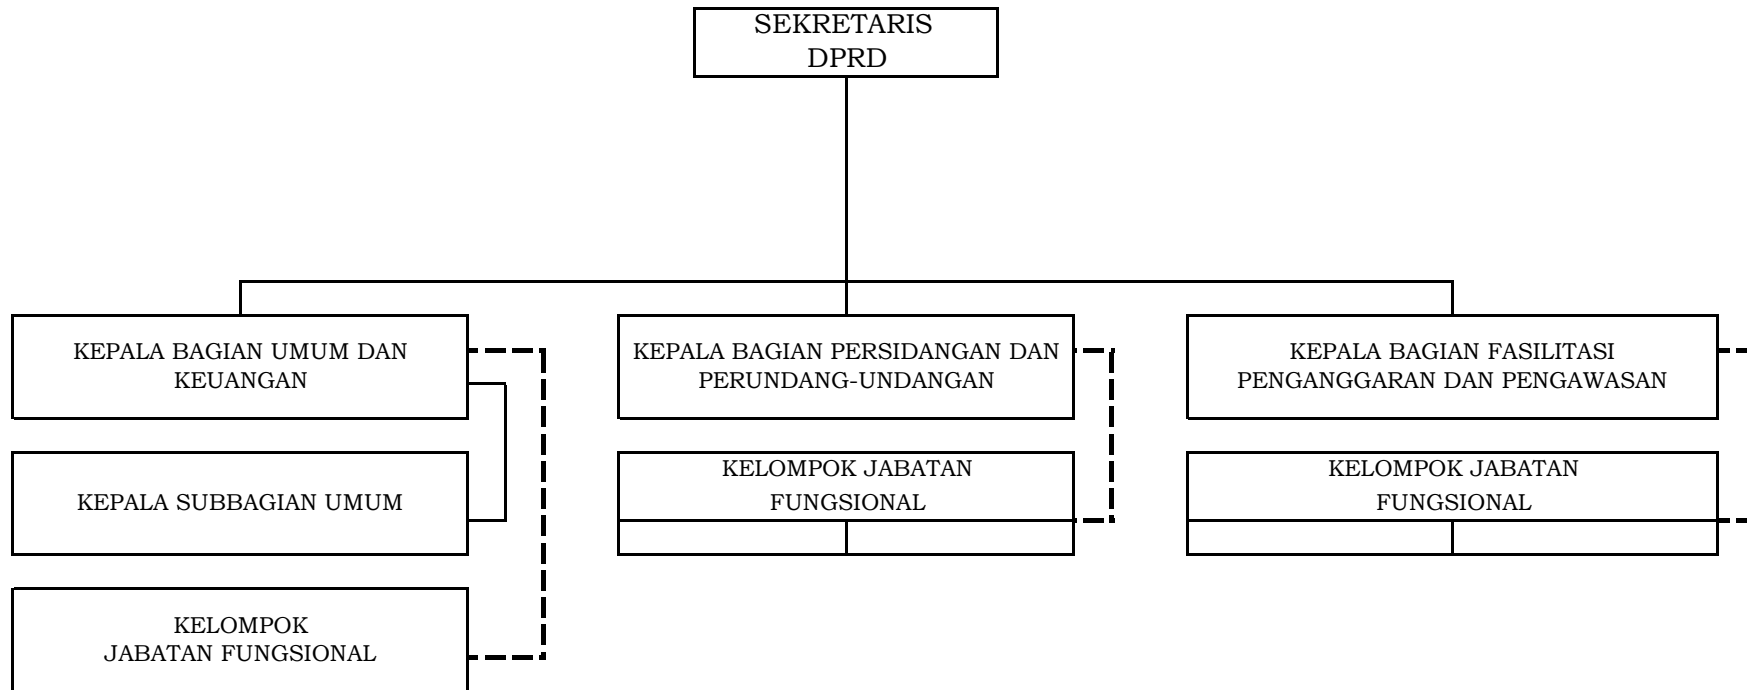 SEKRETARIS
DPRD
KEPALA BAGIAN UMUM DAN
KEUANGAN
KEPALA BAGIAN PERSIDANGAN DAN
PERUNDANG-UNDANGAN
KEPALA BAGIAN FASILITASI
PENGANGGARAN DAN PENGAWASAN
KEPALA SUBBAGIAN UMUM
KELOMPOK JABATAN
FUNGSIONAL
KELOMPOK JABATAN
FUNGSIONAL
KELOMPOK
JABATAN FUNGSIONAL